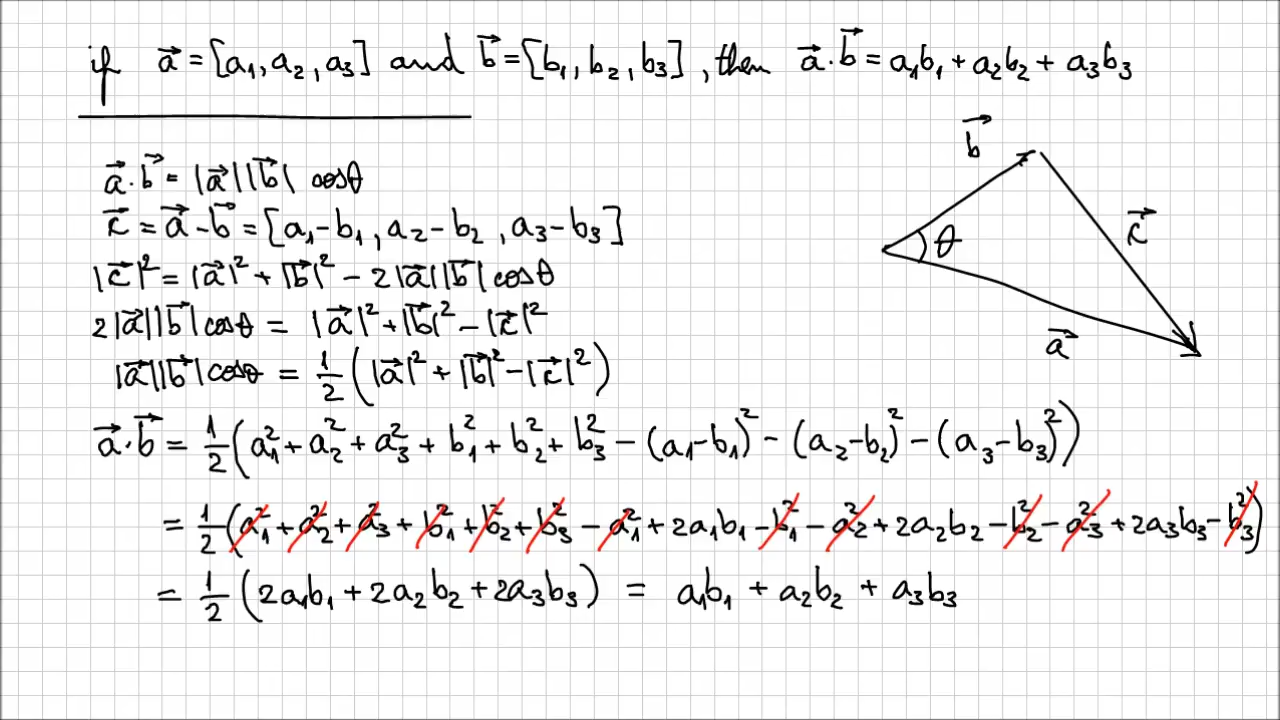 if a⃗ = [a₁, a₂, a₃] and b⃗ = [b₁, b₂, b₃], then a⃗ · b⃗ = a₁b₁ + a₂b₂ + a₃b₃
a⃗ · b⃗ = |a⃗||b⃗| cosθ
c⃗ = a⃗ - b⃗ = [a₁-b₁, a₂-b₂, a₃-b₃]
|c⃗|² = |a⃗|² + |b⃗|² - 2|a⃗||b⃗| cosθ
2|a⃗||b⃗| cosθ = |a⃗|² + |b⃗|² - |c⃗|²
|a⃗||b⃗| cosθ = 1/2 (|a⃗|² + |b⃗|² - |c⃗|²)
b⃗
θ
c⃗
a⃗
a⃗ · b⃗ = 1/2 (a₁² + a₂² + a₃² + b₁² + b₂² + b₃² - (a₁-b₁)² - (a₂-b₂)² - (a₃-b₃)²)
= 1/2 (a₁² + a₂² + a₃² + b₁² + b₂² + b₃² - a₁² + 2a₁b₁ - b₁² - a₂² + 2a₂b₂ - b₂² - a₃² + 2a₃b₃ - b₃²)
= 1/2 (2a₁b₁ + 2a₂b₂ + 2a₃b₃) = a₁b₁ + a₂b₂ + a₃b₃